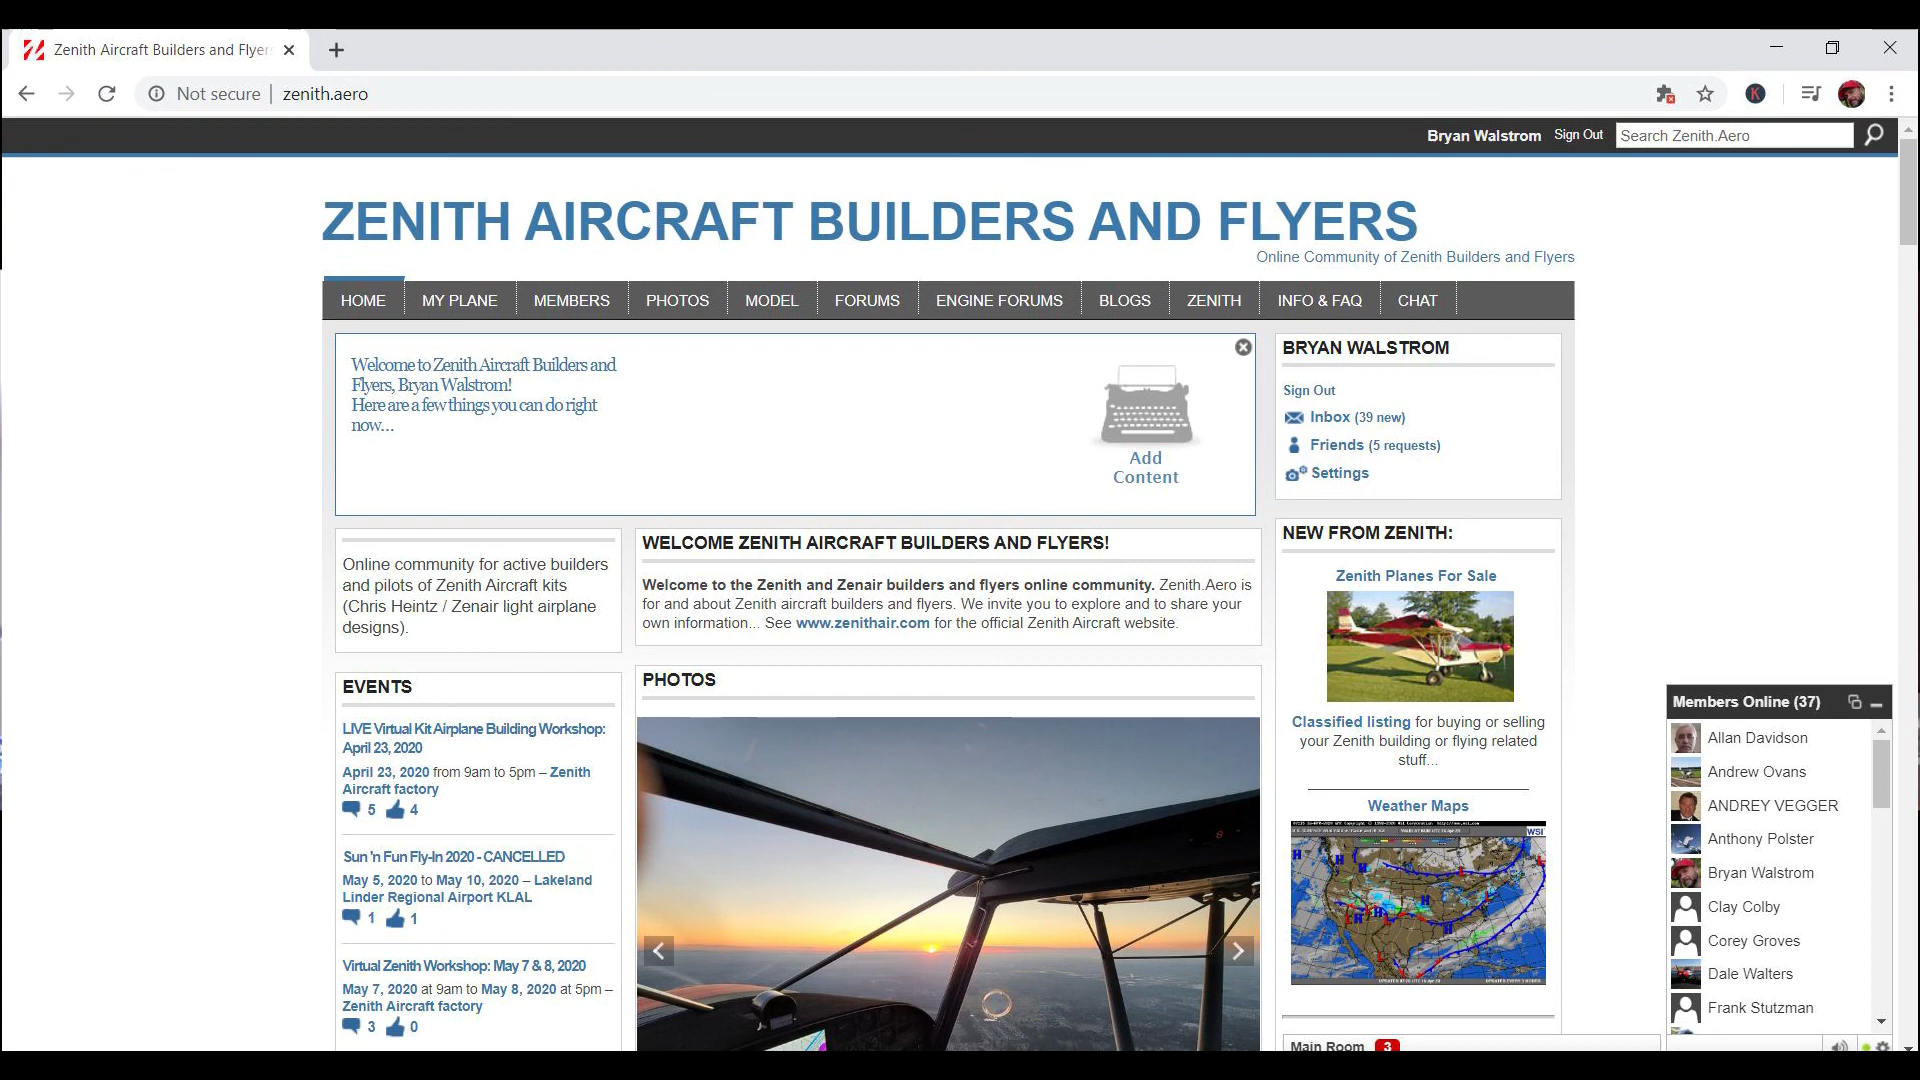 Zenith Aircraft Builders and Flyer
Not secure
zenith.aero
K
Bryan Walstrom
Sign Out
Search Zenith.Aero
ZENITH AIRCRAFT BUILDERS AND FLYERS
Online Community of Zenith Builders and Flyers
HOME
MY PLANE
MEMBERS
PHOTOS
MODEL
FORUMS
ENGINE FORUMS
BLOGS
ZENITH
INFO & FAQ
CHAT
Welcome to Zenith Aircraft Builders and
Flyers, Bryan Walstrom!
Here are a few things you can do right
now…
Add
Content
Online community for active builders
and pilots of Zenith Aircraft kits
(Chris Heintz / Zenair light airplane
designs).
EVENTS
LIVE Virtual Kit Airplane Building Workshop:
April 23, 2020
April 23, 2020 from 9am to 5pm – Zenith
Aircraft factory
5
4
Sun 'n Fun Fly-In 2020 - CANCELLED
May 5, 2020 to May 10, 2020 – Lakeland
Linder Regional Airport KLAL
1
1
Virtual Zenith Workshop: May 7 & 8, 2020
May 7, 2020 at 9am to May 8, 2020 at 5pm –
Zenith Aircraft factory
3
0
WELCOME ZENITH AIRCRAFT BUILDERS AND FLYERS!
Welcome to the Zenith and Zenair builders and flyers online community. Zenith.Aero is
for and about Zenith aircraft builders and flyers. We invite you to explore and to share your
own information... See www.zenithair.com for the official Zenith Aircraft website.
PHOTOS
BRYAN WALSTROM
Sign Out
Inbox (39 new)
Friends (5 requests)
Settings
NEW FROM ZENITH:
Zenith Planes For Sale
Classified listing for buying or selling
your Zenith building or flying related
stuff...
Weather Maps
WSI
Main Room
3
Members Online (37)
Allan Davidson
Andrew Ovans
ANDREY VEGGER
Anthony Polster
Bryan Walstrom
Clay Colby
Corey Groves
Dale Walters
Frank Stutzman